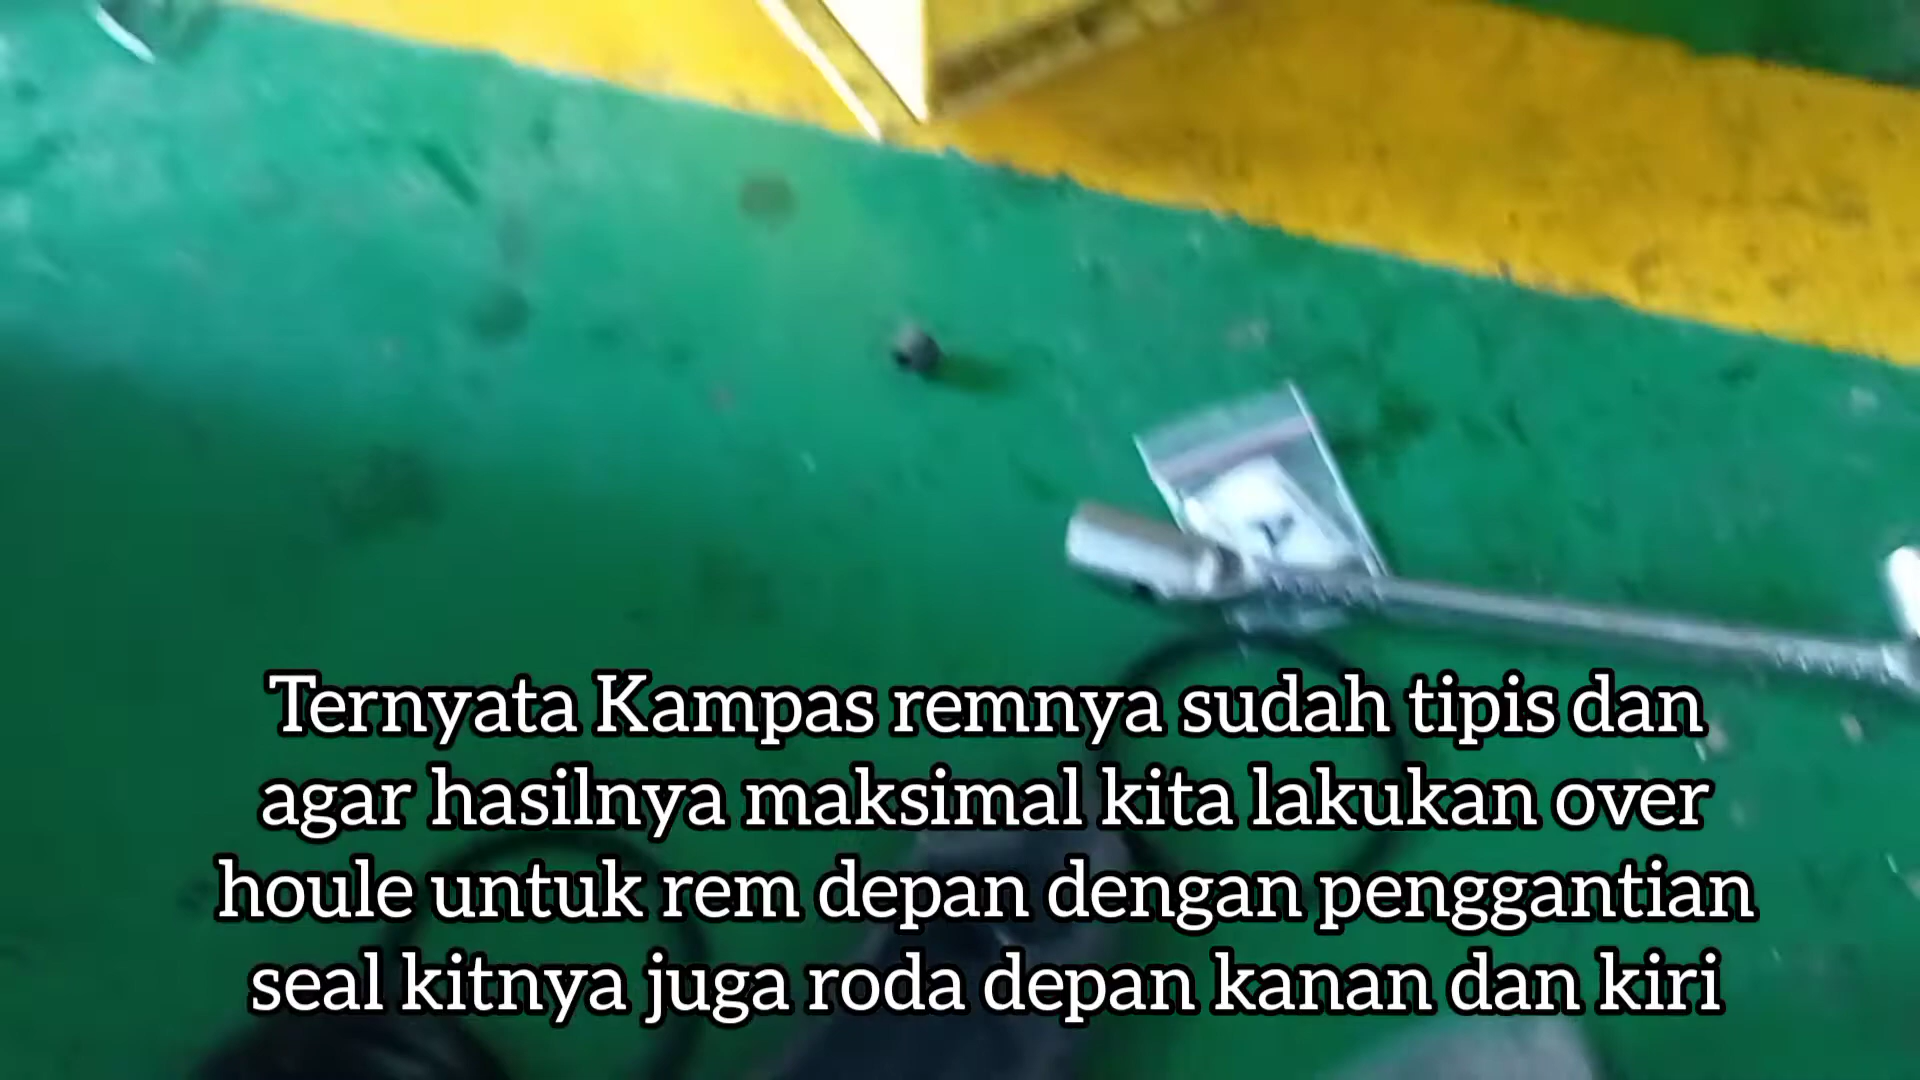 Ternyata Kampas remnya sudah tipis dan
agar hasilnya maksimal kita lakukan over
houle untuk rem depan dengan penggantian
seal kitnya juga roda depan kanan dan kiri